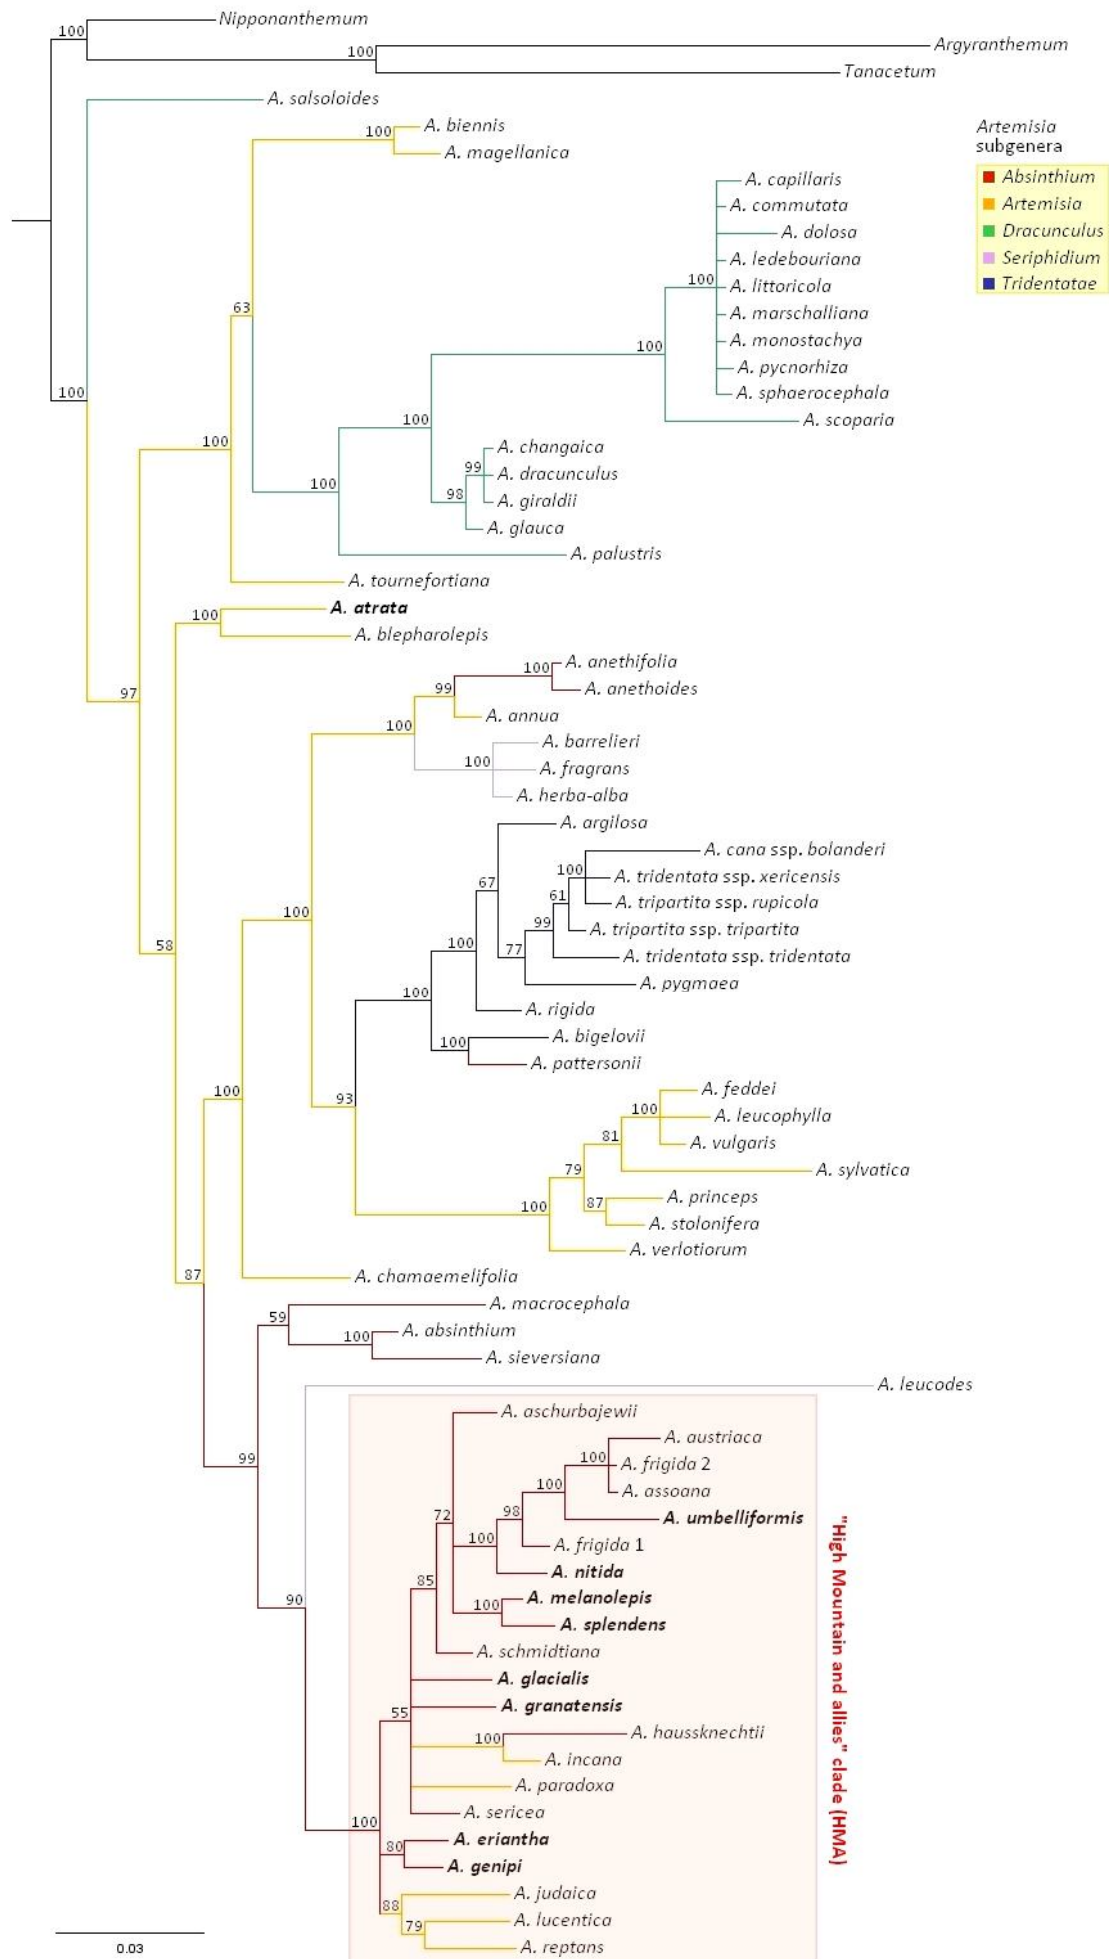 Nipponanthemum
100
Argyranthemum
100
Tanacetum
A. salsoloides
A. biennis
100
A. magellanica
Artemisia
subgenera
Absinthium
Artemisia
Dracunculus
Seriphidium
Tridentatae
A. capillaris
A. commutata
A. dolosa
A. ledebouriana
100
A. littoricola
A. marschalliana
63
A. monostachya
100
A. pycnorhiza
A. sphaerocephala
100
A. scoparia
100
100
A. changaica
99
A. dracunculus
100
98
A. giraldii
A. glauca
A. palustris
A. tournefortiana
A. atrata
100
A. blepharolepis
A. anethifolia
100
A. anethoides
97
99
A. annua
100
A. barrelieri
100
A. fragrans
A. herba-alba
A. argilosa
A. cana ssp. bolanderi
100
A. tridentata ssp. xericensis
67
61
A. tripartita ssp. rupicola
100
99
A. tripartita ssp. tripartita
58
100
77
A. tridentata ssp. tridentata
A. pygmaea
100
A. rigida
A. bigelovii
100
A. pattersonii
100
93
A. feddei
100
A. leucophylla
81
A. vulgaris
79
A. sylvatica
A. princeps
100
87
A. stolonifera
A. verlotiorum
87
A. chamaemelifolia
A. macrocephala
59
A. absinthium
100
A. sieversiana
A. leucodes
A. aschurbajewii
A. austriaca
99
100
A. frigida 2
100
A. assoana
72
98
A. umbelliformis
100
A. frigida 1
A. nitida
85
A. melanolepis
90
100
A. splendens
A. schmidtiana
A. glacialis
55
A. granatensis
A. haussknechtii
100
A. incana
A. paradoxa
100
A. sericea
A. eriantha
80
A. genipi
A. judaica
88
A. lucentica
79
A. reptans
"High Mountain and allies" clade (HMA)
0.03